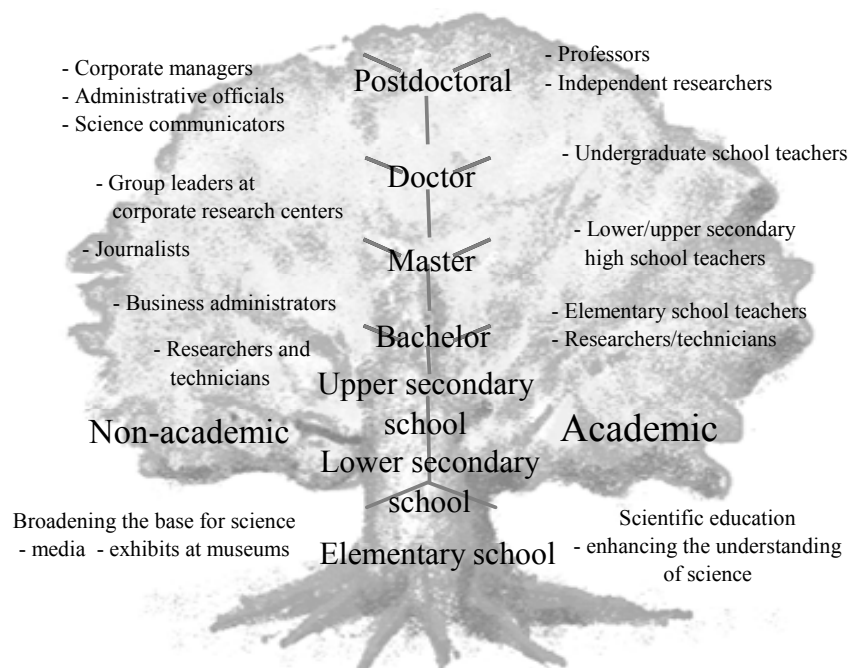 - Corporate managers
- Administrative officials
- Science communicators
Postdoctoral
- Professors
- Independent researchers
Doctor
- Undergraduate school teachers
- Group leaders at
corporate research centers
- Journalists
Master
- Lower/upper secondary
high school teachers
- Business administrators
Bachelor
- Elementary school teachers
- Researchers/technicians
- Researchers and
technicians
Upper secondary
school
Non-academic
Academic
Lower secondary
school
Broadening the base for science
- media - exhibits at museums
Elementary school
Scientific education
- enhancing the understanding
of science